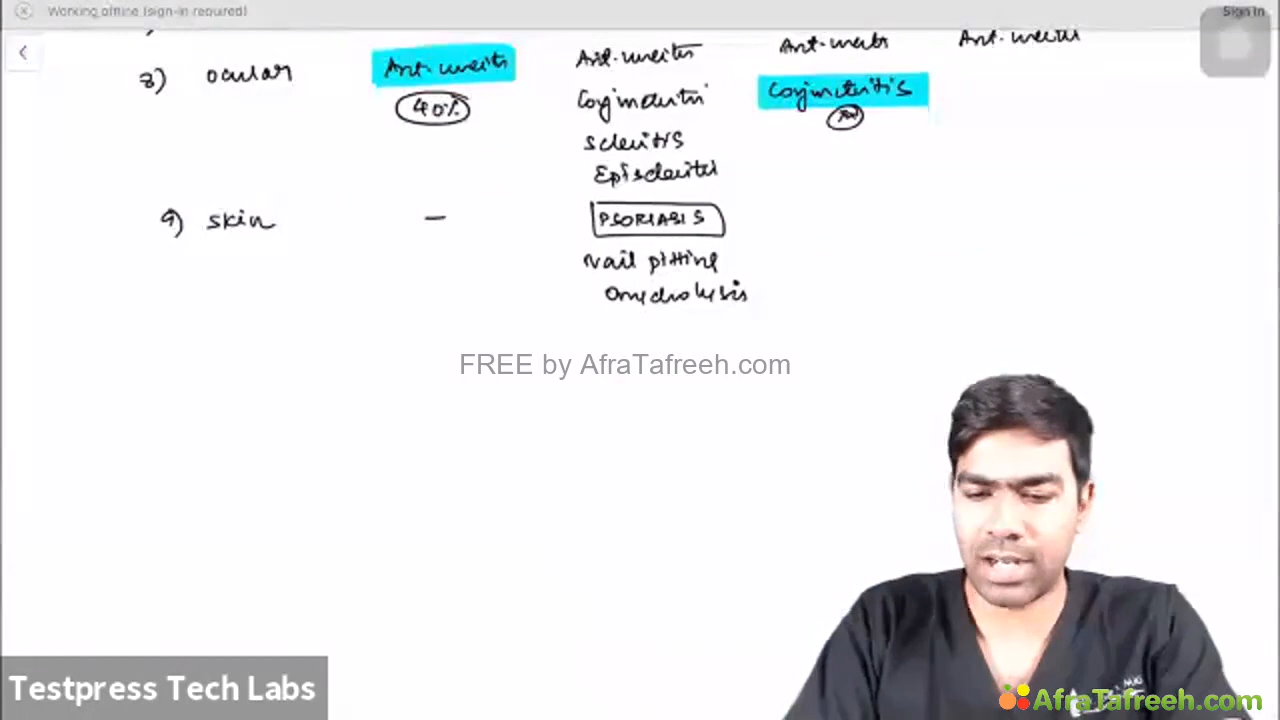 Working offline (sign-in required)
Sign in
8) ocular Ant. uveitis Ant. uveitis Ant. uveitis Ant. uveitis
40% Conjunctivitis Conjunctivitis
Scleritis
Episcleritis
9) skin — PSORIASIS
Nail pitting
Onycholysis
FREE by AfraTafreeh.com
Testpress Tech Labs
AfraTafreeh.com